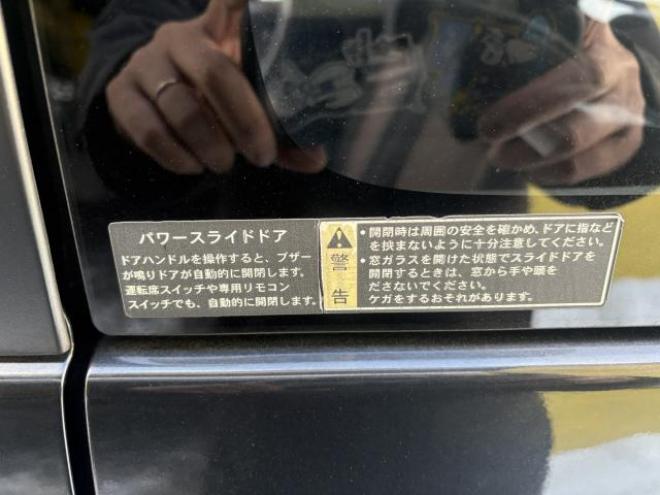 パワースライドドア
ドアハンドルを操作すると、ブザー
が鳴りドアが自動的に開閉します。
運転席スイッチや専用リモコン
スイッチでも、自動的に開閉します。
警告
・開閉時は周囲の安全を確かめ、ドアに指など
を挟まないように十分注意してください。
・窓ガラスを開けた状態でスライドドアを
開閉するときは、窓から手や頭を
ださないでください。
ケガをするおそれがあります。